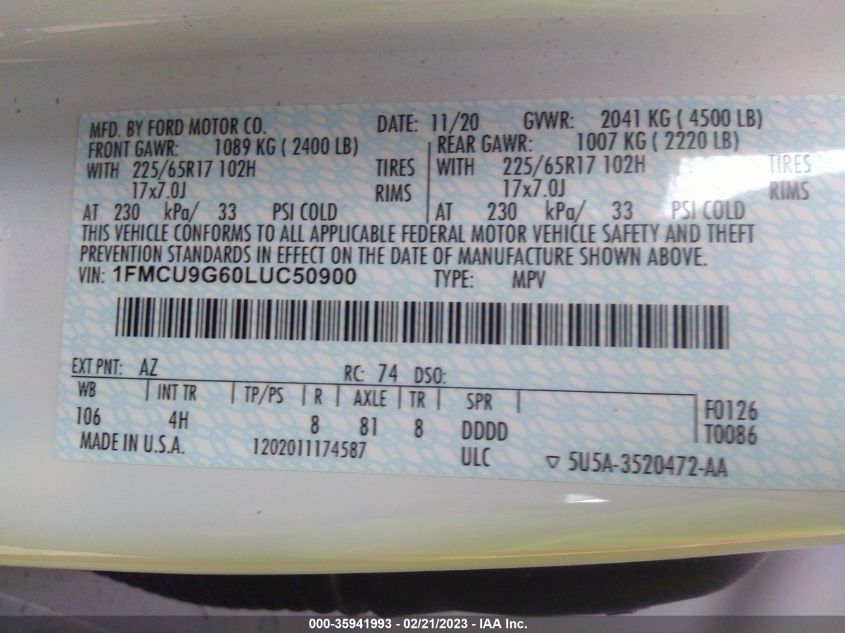 MFD. BY FORD MOTOR CO. DATE: 11/20 GVWR: 2041 KG ( 4500 LB)
FRONT GAWR: 1089 KG ( 2400 LB) REAR GAWR: 1007 KG ( 2220 LB)
WITH 225/65R17 102H TIRES WITH 225/65R17 102H TIRES
17x7.0J RIMS 17x7.0J RIMS
AT 230 kPa/ 33 PSI COLD AT 230 kPa/ 33 PSI COLD
THIS VEHICLE CONFORMS TO ALL APPLICABLE FEDERAL MOTOR VEHICLE SAFETY AND THEFT
PREVENTION STANDARDS IN EFFECT ON THE DATE OF MANUFACTURE SHOWN ABOVE.
VIN: 1FMCU9G60LUC50900 TYPE: MPV
EXT PNT: AZ RC: 74 DSO:
WB INT TR TP/PS R AXLE TR SPR
106 4H 8 81 8 DDDD
F0126
T0086
MADE IN U.S.A. 1202011174587 ULC ▽ 5U5A-3520472-AA
000-35941993 - 02/21/2023 - IAA Inc.